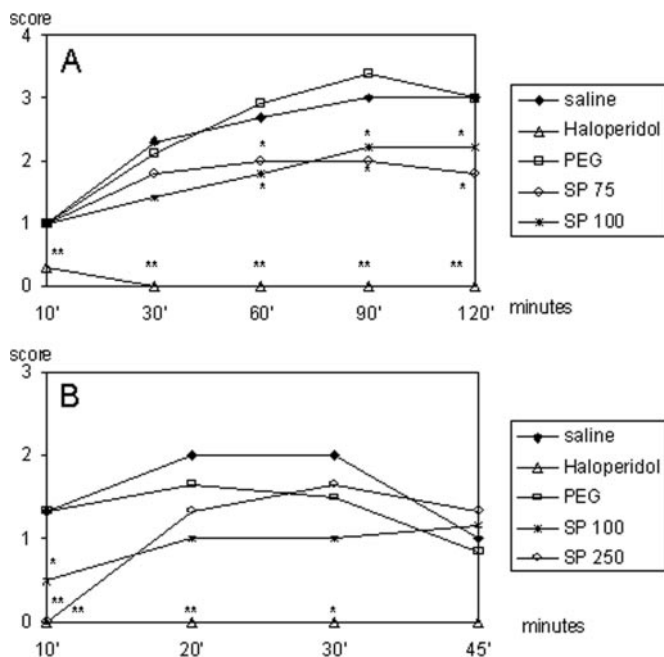 score
4
A
3
2
1
0
* * *
* * *
** ** ** ** **
10' 30' 60' 90' 120' minutes
saline
Haloperidol
PEG
SP 75
SP 100
score
3
B
2
1
0
*
** ** ** *
10' 20' 30' 45'
saline
Haloperidol
PEG
SP 100
SP 250